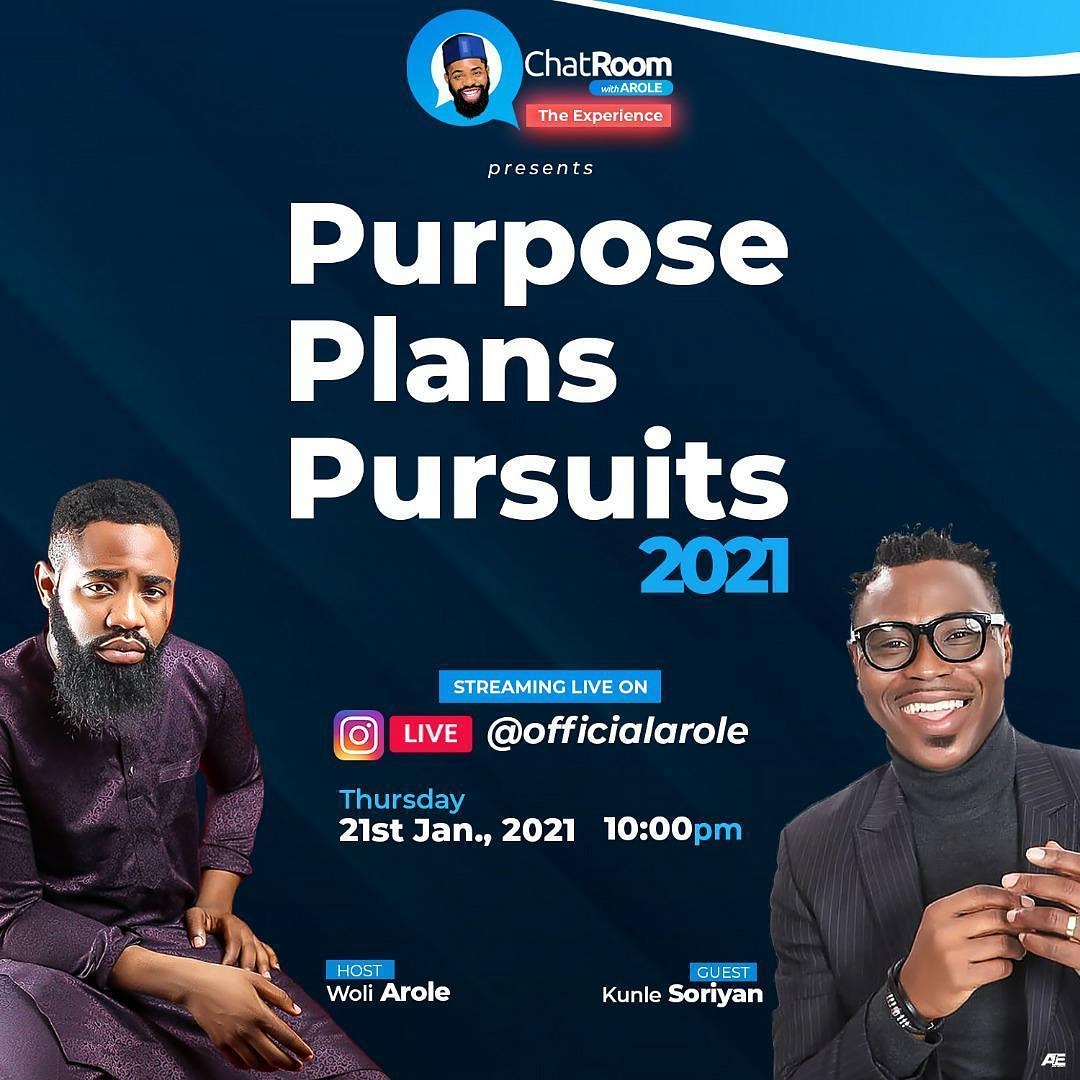 ChatRoom
with AROLE
The Experience
presents
Purpose
Plans
Pursuits
2021
STREAMING LIVE ON
LIVE @officialarole
Thursday
21st Jan., 2021 10:00pm
HOST
Woli Arole
GUEST
Kunle Soriyan